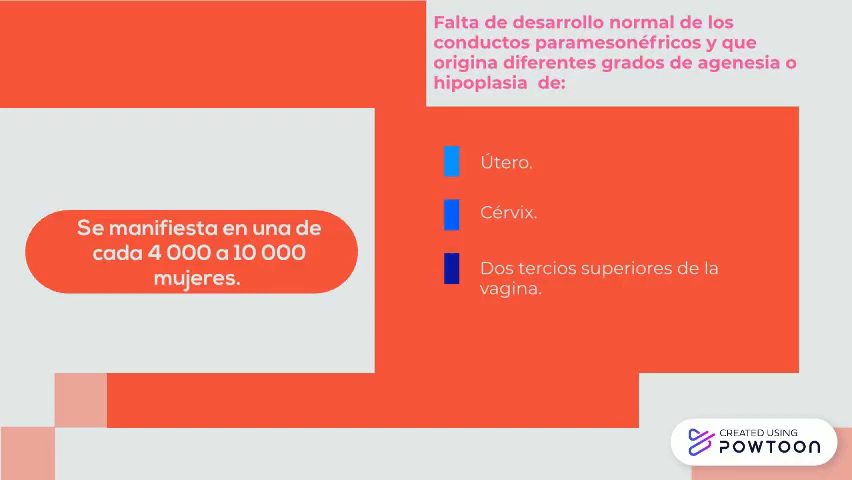 Falta de desarrollo normal de los
conductos paramesonéfricos y que
origina diferentes grados de agenesia o
hipoplasia  de:
Útero.
Cérvix.
Dos tercios superiores de la
vagina.
Se manifiesta en una de
cada 4 000 a 10 000
mujeres.
CREATED USING
POWTOON